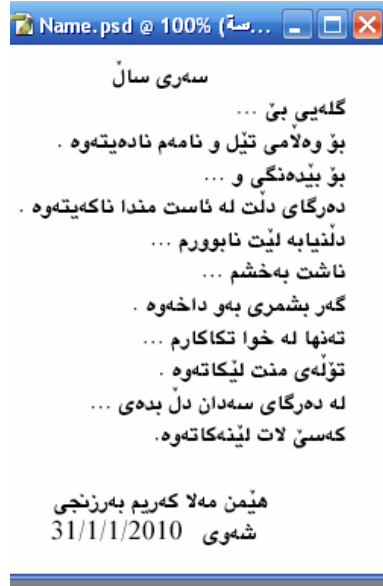 Name.psd @ 100% (سة...
سەری ساڵ
گلەیی بێ ...
بۆ وەڵامی تێل و نامەم نادەیتەوە .
بۆ بێدەنگی و ...
دەرگای دڵت لە ئاست مندا ناکەیتەوە .
دڵنیابە لێت نابوورم ...
ناشت بەخشم ...
گەر بشمری بەو داخەوە .
تەنها لە خوا تکاکارم ...
تۆڵەی منت لێکاتەوە .
لە دەرگای سەدان دڵ بدەی ...
کەسێ لات لێنەکاتەوە.
هێمن مەلا کەریم بەرزنجی
شەوی 31/1/1/2010